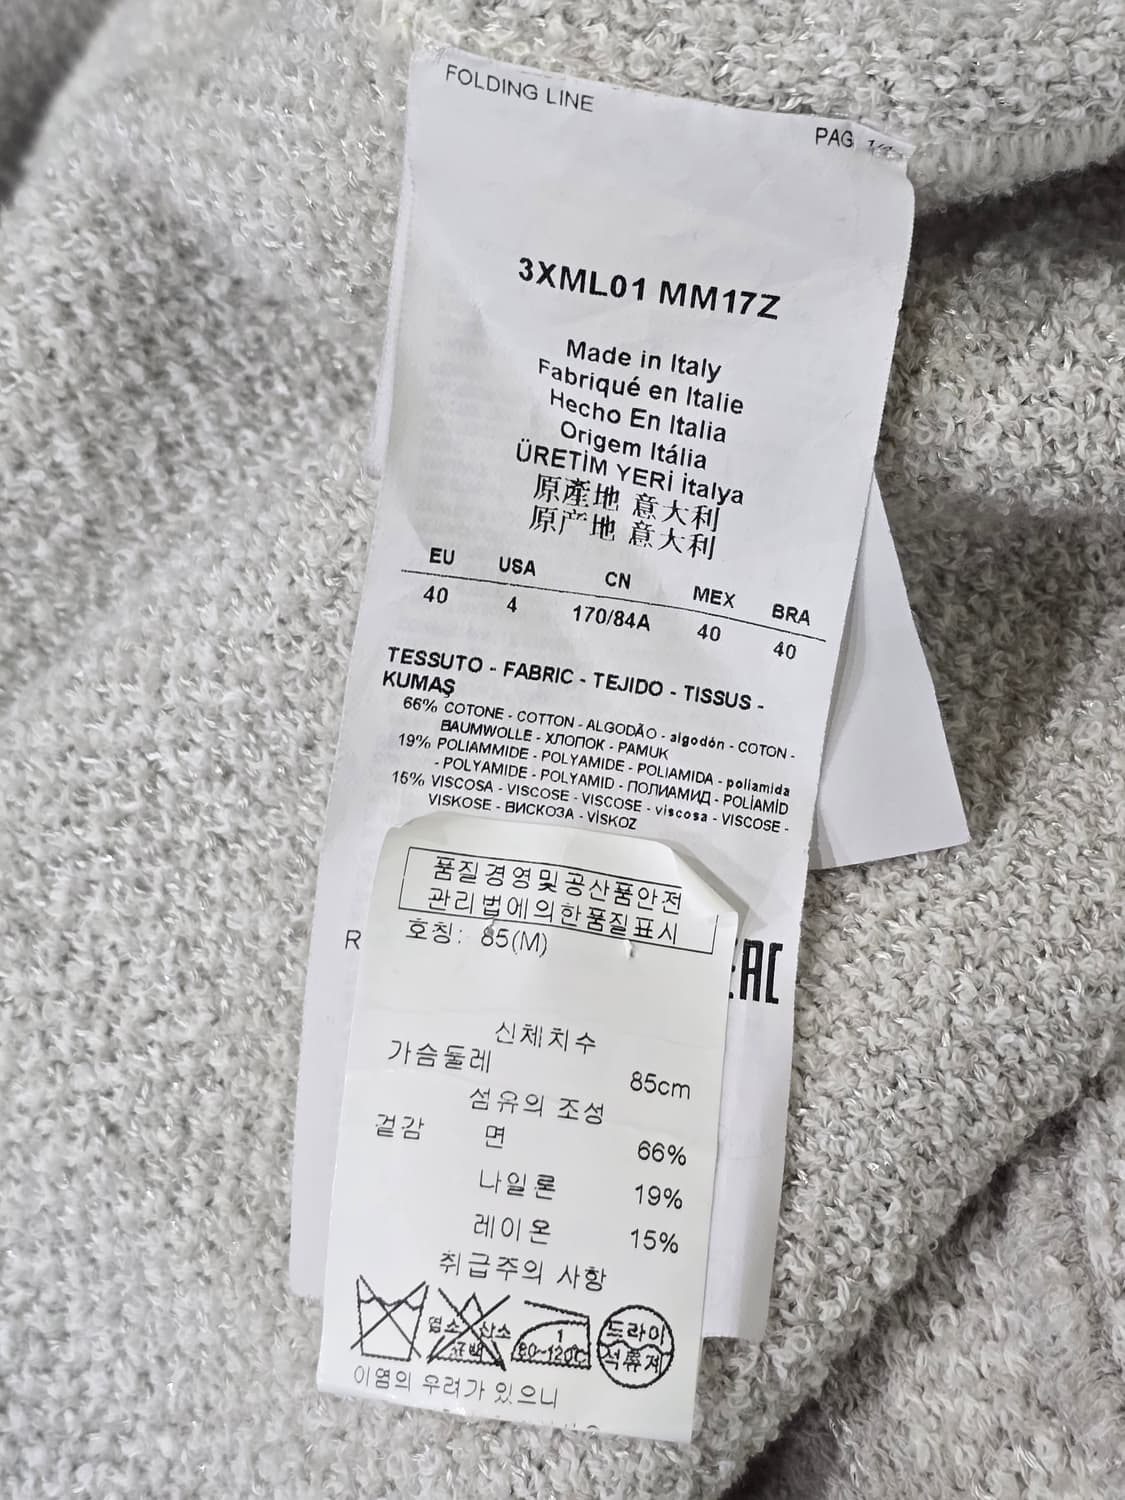 FOLDING LINE
PAG
3XML01 MM17Z
Made in Italy
Fabriqué en Italie
Hecho En Italia
Origem Itália
ÜRETİM YERİ İtalya
原產地 意大利
原产地 意大利
EU USA CN MEX BRA
40 4 170/84A 40 40
TESSUTO - FABRIC - TEJIDO - TISSUS -
KUMAŞ
66% COTONE - COTTON - ALGODÃO - algodón - COTON -
BAUMWOLLE - ХЛОПОК - PAMUK
19% POLIAMMIDE - POLYAMIDE - POLIAMIDA - poliamida
- POLYAMIDE - POLYAMID - ПОЛИАМИД - POLİAMİD
15% VISCOSA - VISCOSE - VISCOSE - viscosa - VISCOSE -
VISKOSE - ВИСКОЗА - VİSKOZ
품질경영및공산품안전
관리법에의한품질표시
호칭: 85(M)
R
EAC
신체치수
가슴둘레 85cm
섬유의 조성
겉감 면 66%
나일론 19%
레이온 15%
취급주의 사항
염소 산소
표백
1
80~120℃
드라이
석유계
이염의 우려가 있으니